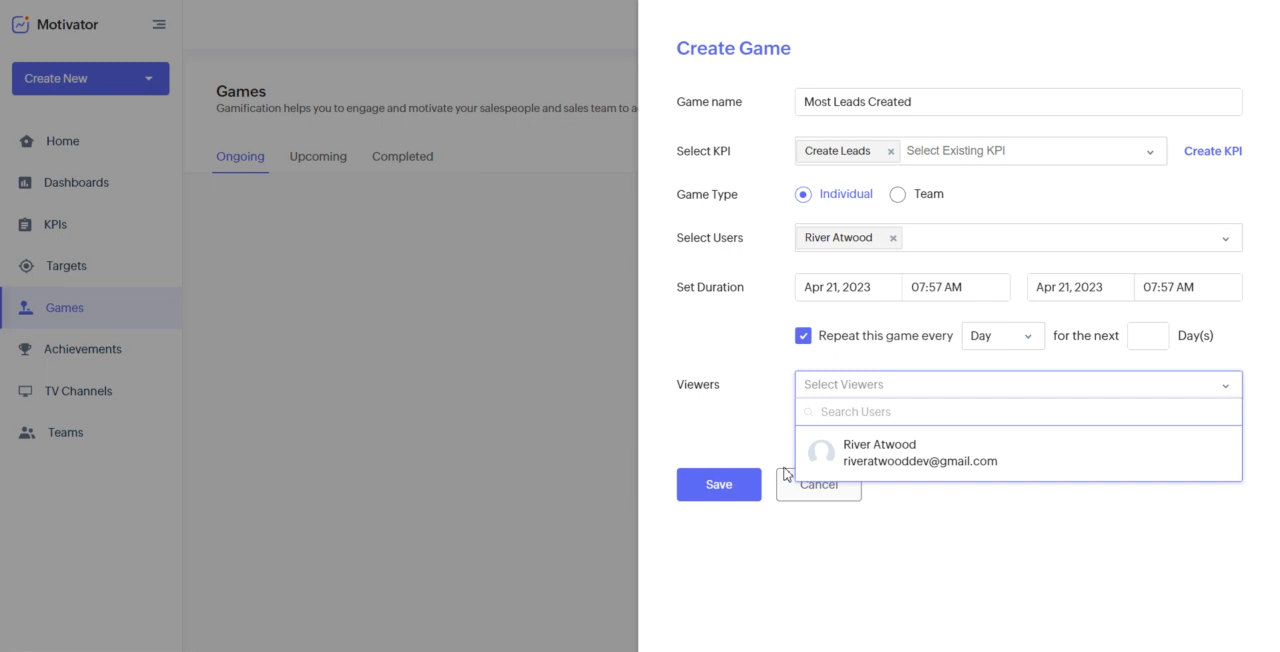 Motivator
Create New
Home
Dashboards
KPIs
Targets
Games
Achievements
TV Channels
Teams
Games
Gamification helps you to engage and motivate your salespeople and sales team to a
Ongoing Upcoming Completed
Create Game
Game name Most Leads Created
Select KPI Create Leads × Select Existing KPI Create KPI
Game Type Individual Team
Select Users River Atwood ×
Set Duration Apr 21, 2023 07:57 AM Apr 21, 2023 07:57 AM
Repeat this game every Day for the next Day(s)
Viewers Select Viewers
Search Users
River Atwood
riveratwooddev@gmail.com
Save Cancel